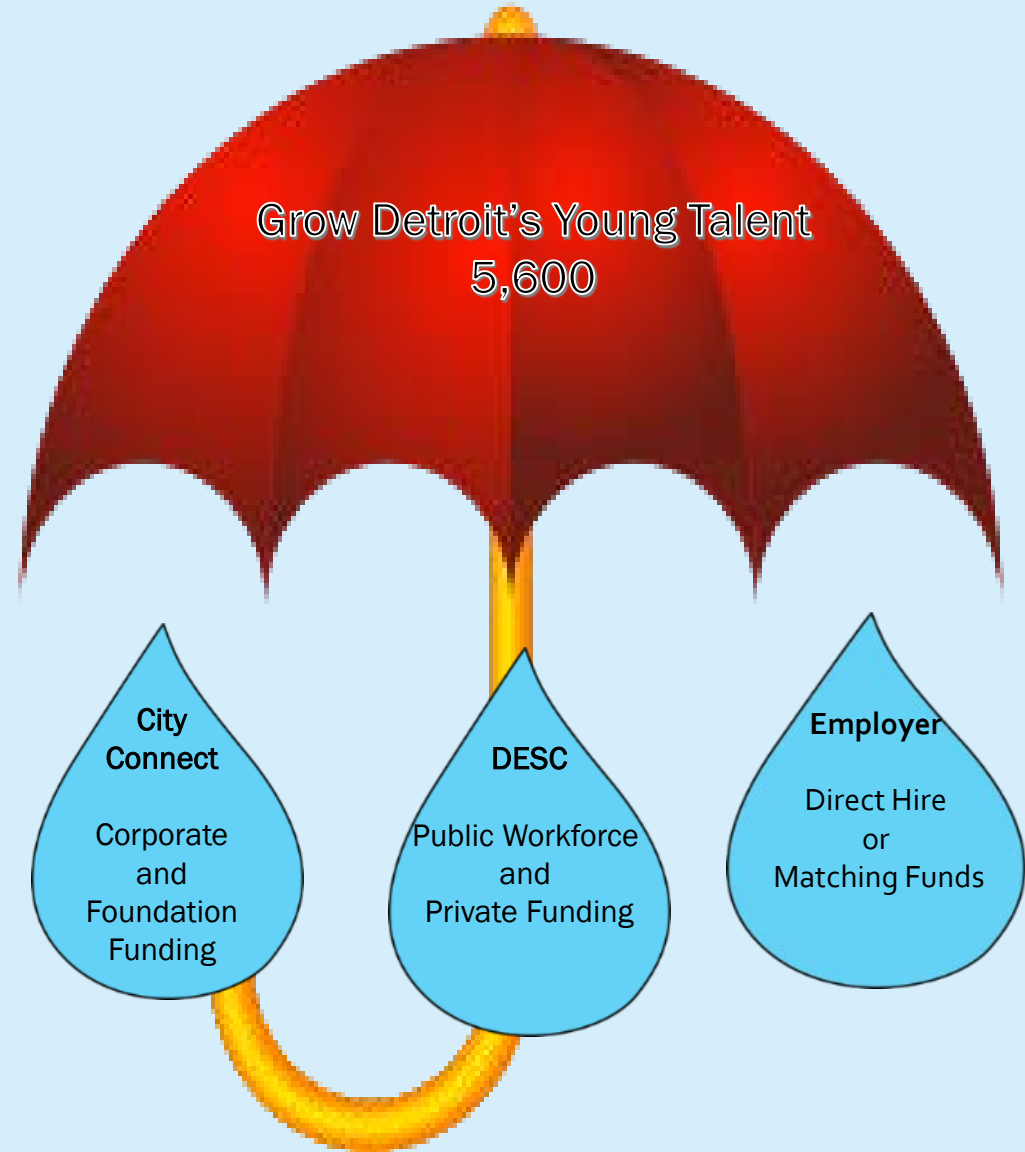 Grow Detroit’s Young Talent
5,600
City
Connect
Corporate
and
Foundation
Funding
DESC
Public Workforce
and
Private Funding
Employer
Direct Hire
or
Matching Funds